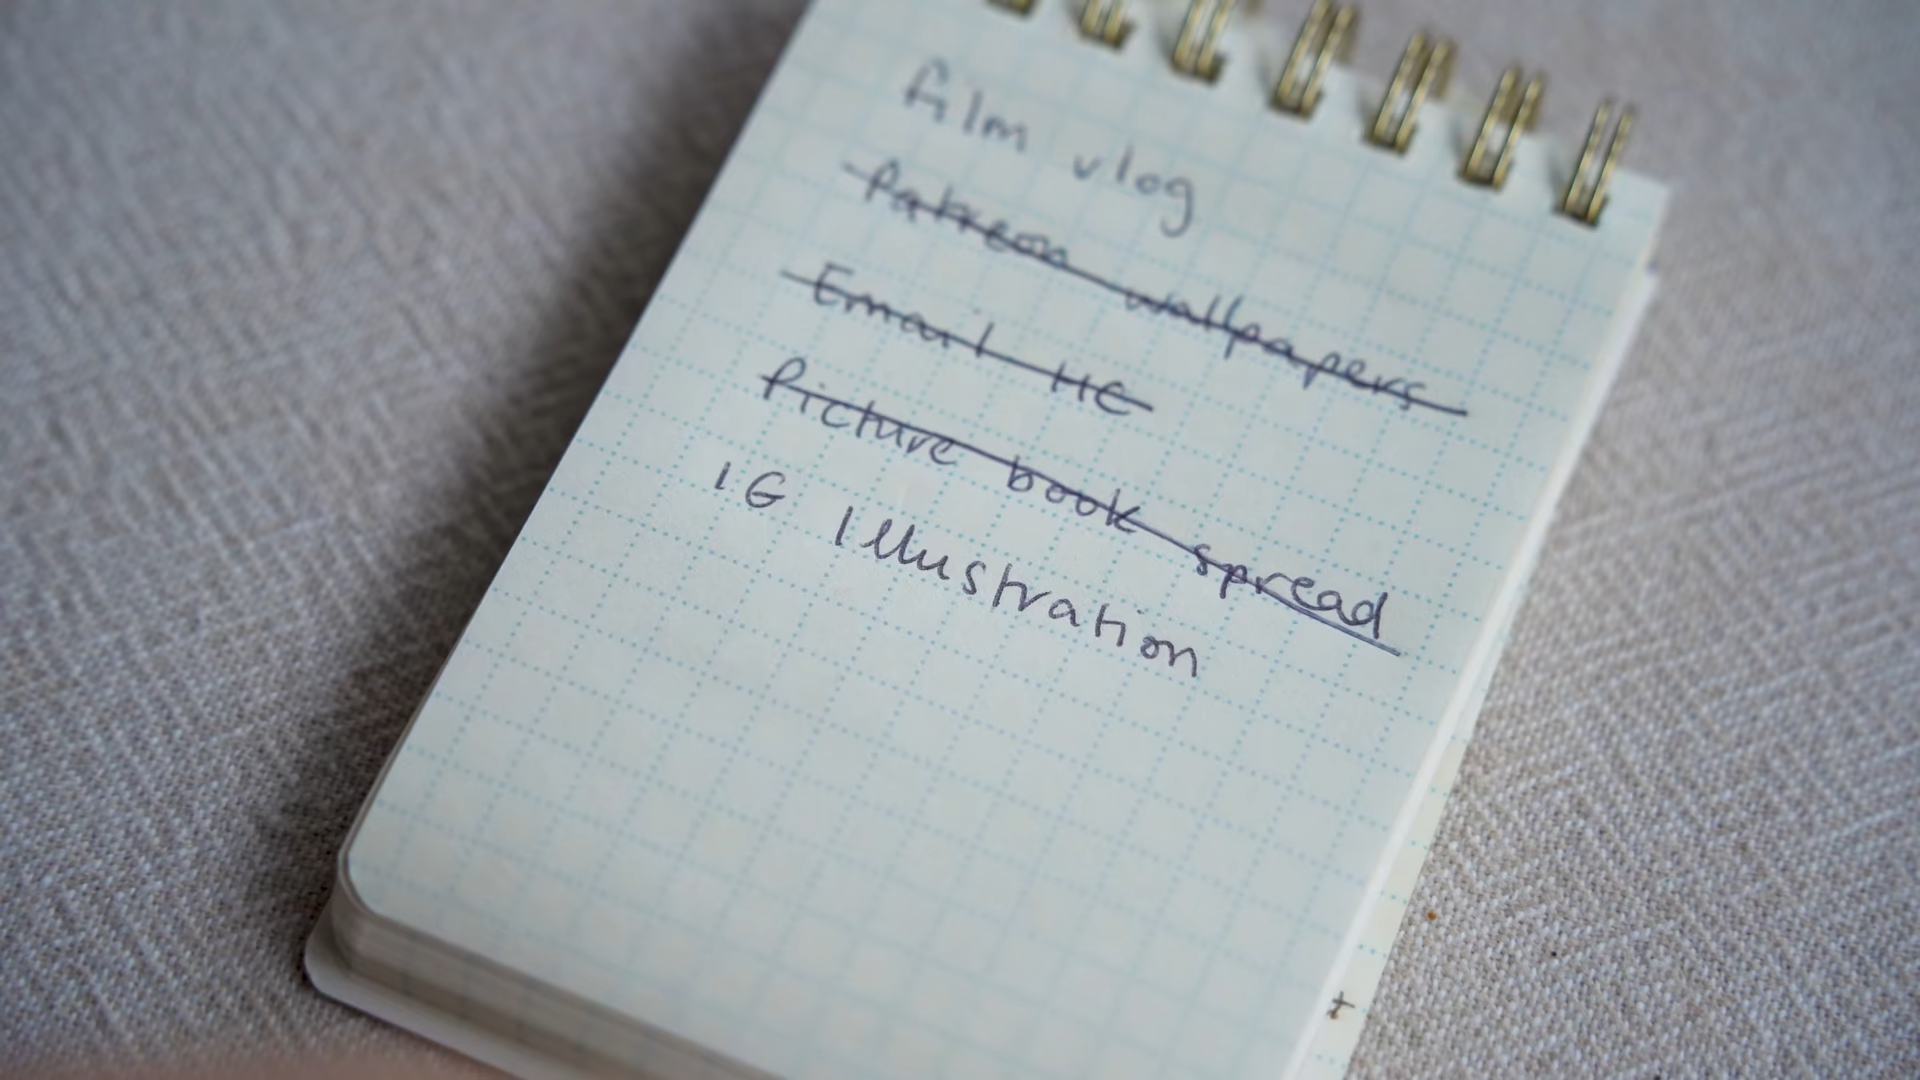 film vlog
Patreon wallpapers
Email HE
Picture book spread
IG Illustration
t